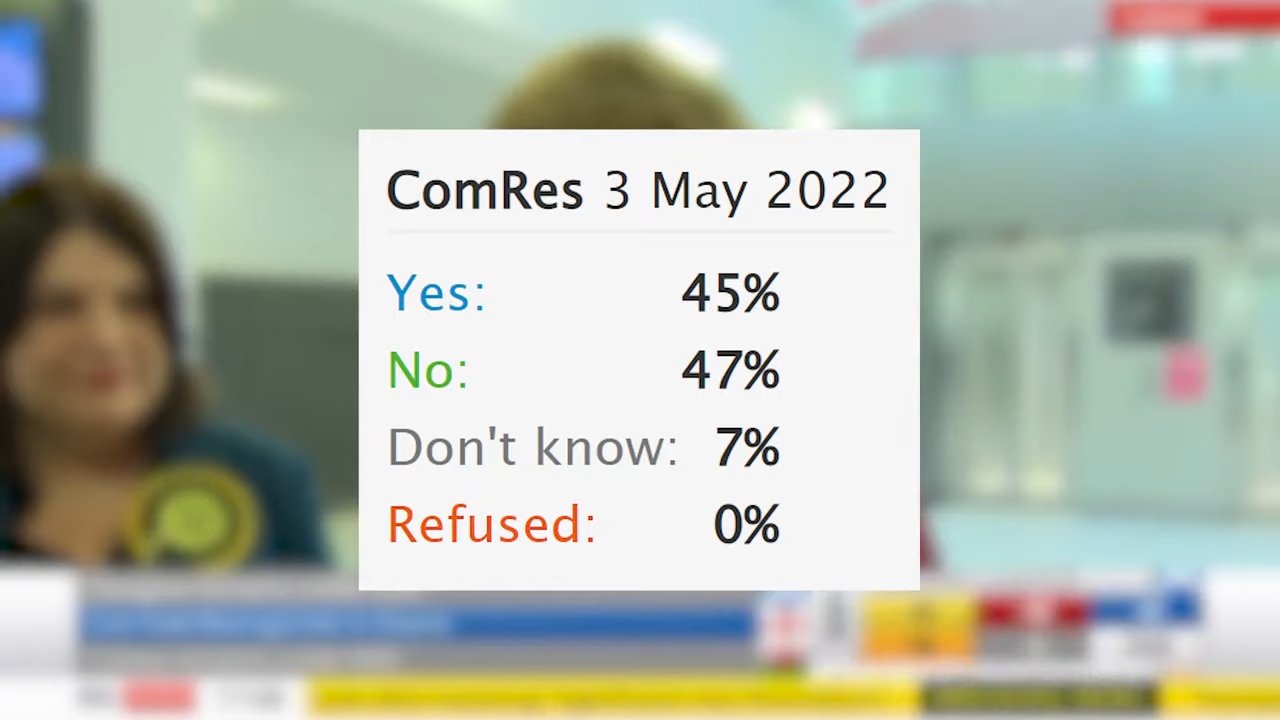 ComRes 3 May 2022
Yes: 45%
No: 47%
Don't know: 7%
Refused: 0%